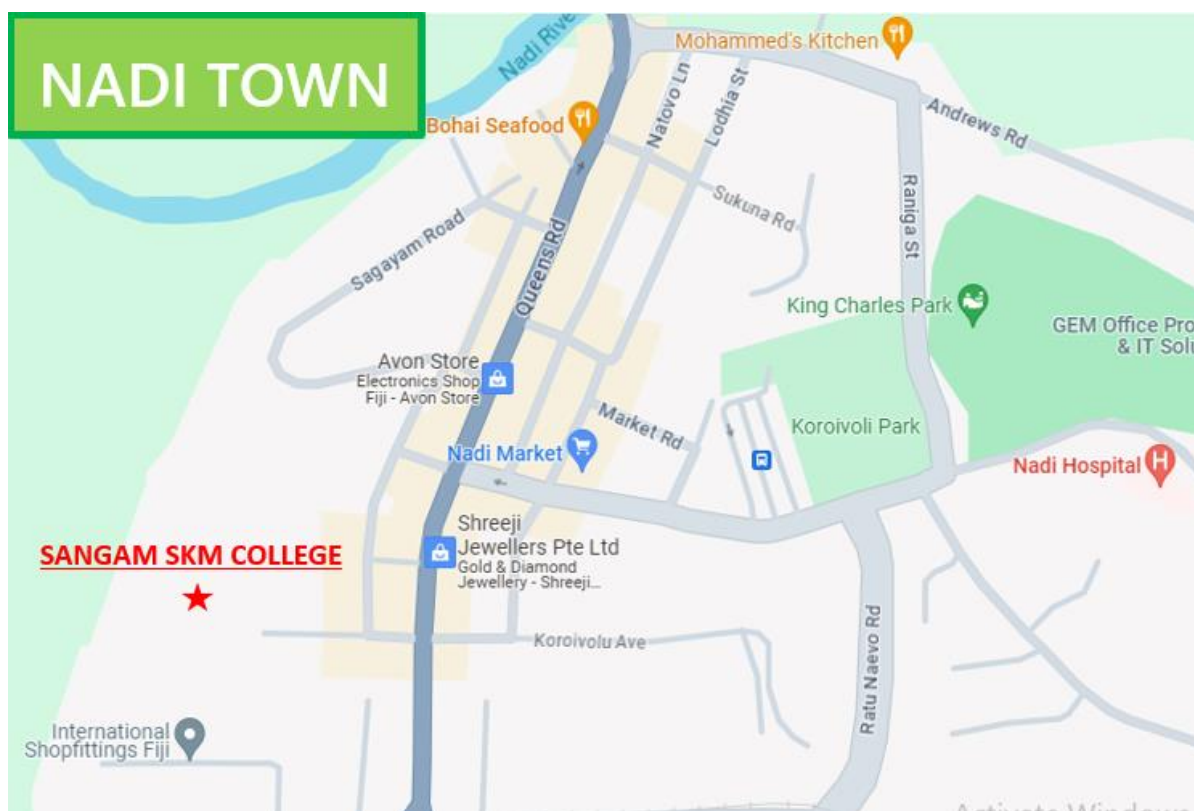 NADI TOWN
Nadi River
Mohammed's Kitchen
Bohai Seafood
Natovo Ln
Lodhia St
Andrews Rd
Sukuna Rd
Raniga St
Sagayam Road
Queens Rd
King Charles Park
GEM Office Pro
& IT Solu
Avon Store
Electronics Shop
Fiji - Avon Store
Market Rd
Koroivoli Park
Nadi Market
Nadi Hospital
H
Shreeji
Jewellers Pte Ltd
Gold & Diamond
Jewellery - Shreeji...
SANGAM SKM COLLEGE
Koroivolu Ave
Ratu Naevo Rd
International
Shopfittings Fiji
Activate Windows